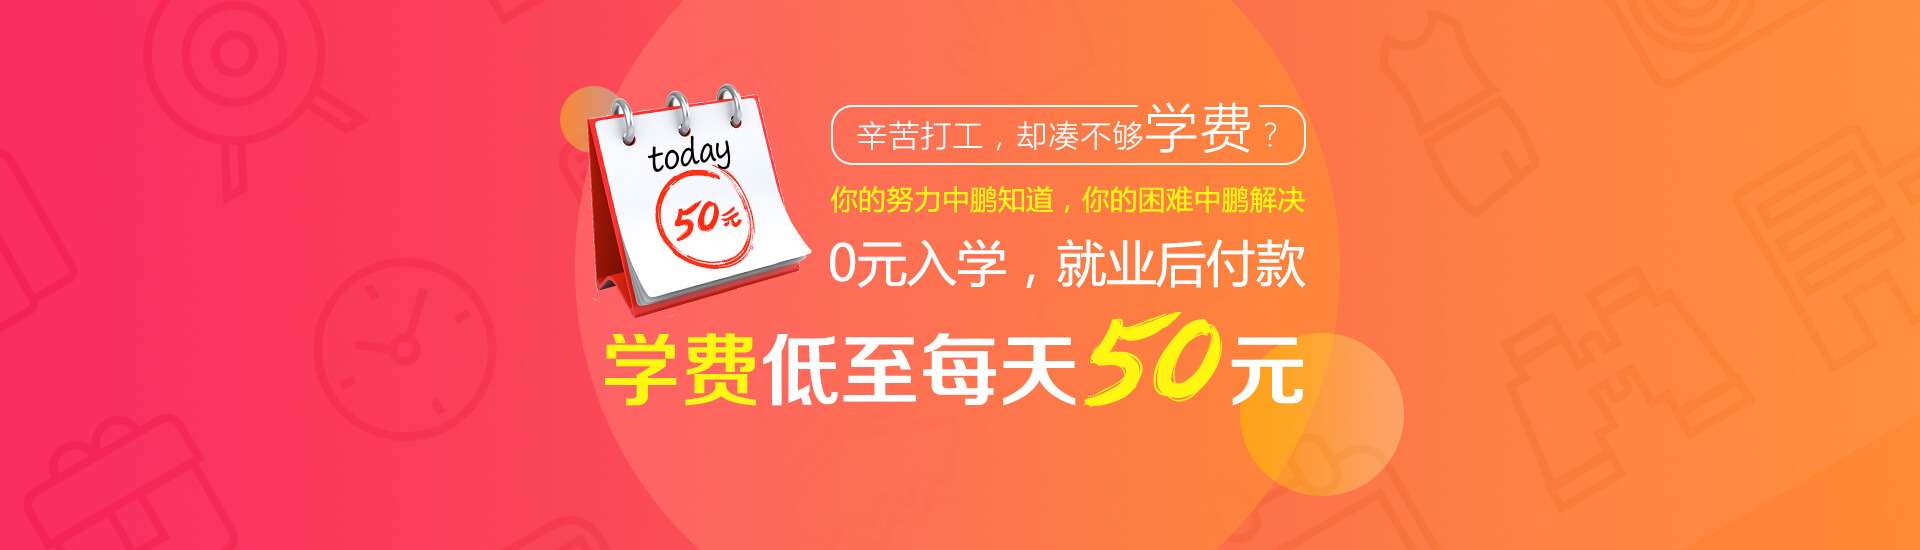 today
50元
辛苦打工，却凑不够学费？
你的努力中鹏知道，你的困难中鹏解决
0元入学，就业后付款
学费低至每天50元